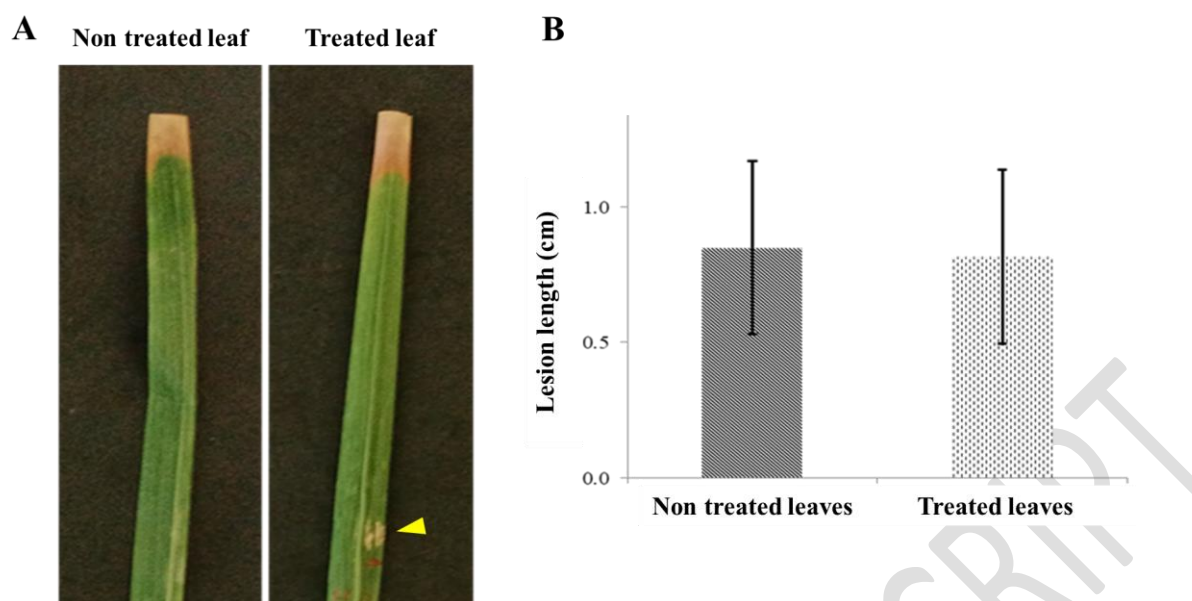 A
Non treated leaf
Treated leaf
B
Lesion length (cm)
1.0
0.5
0.0
Non treated leaves
Treated leaves